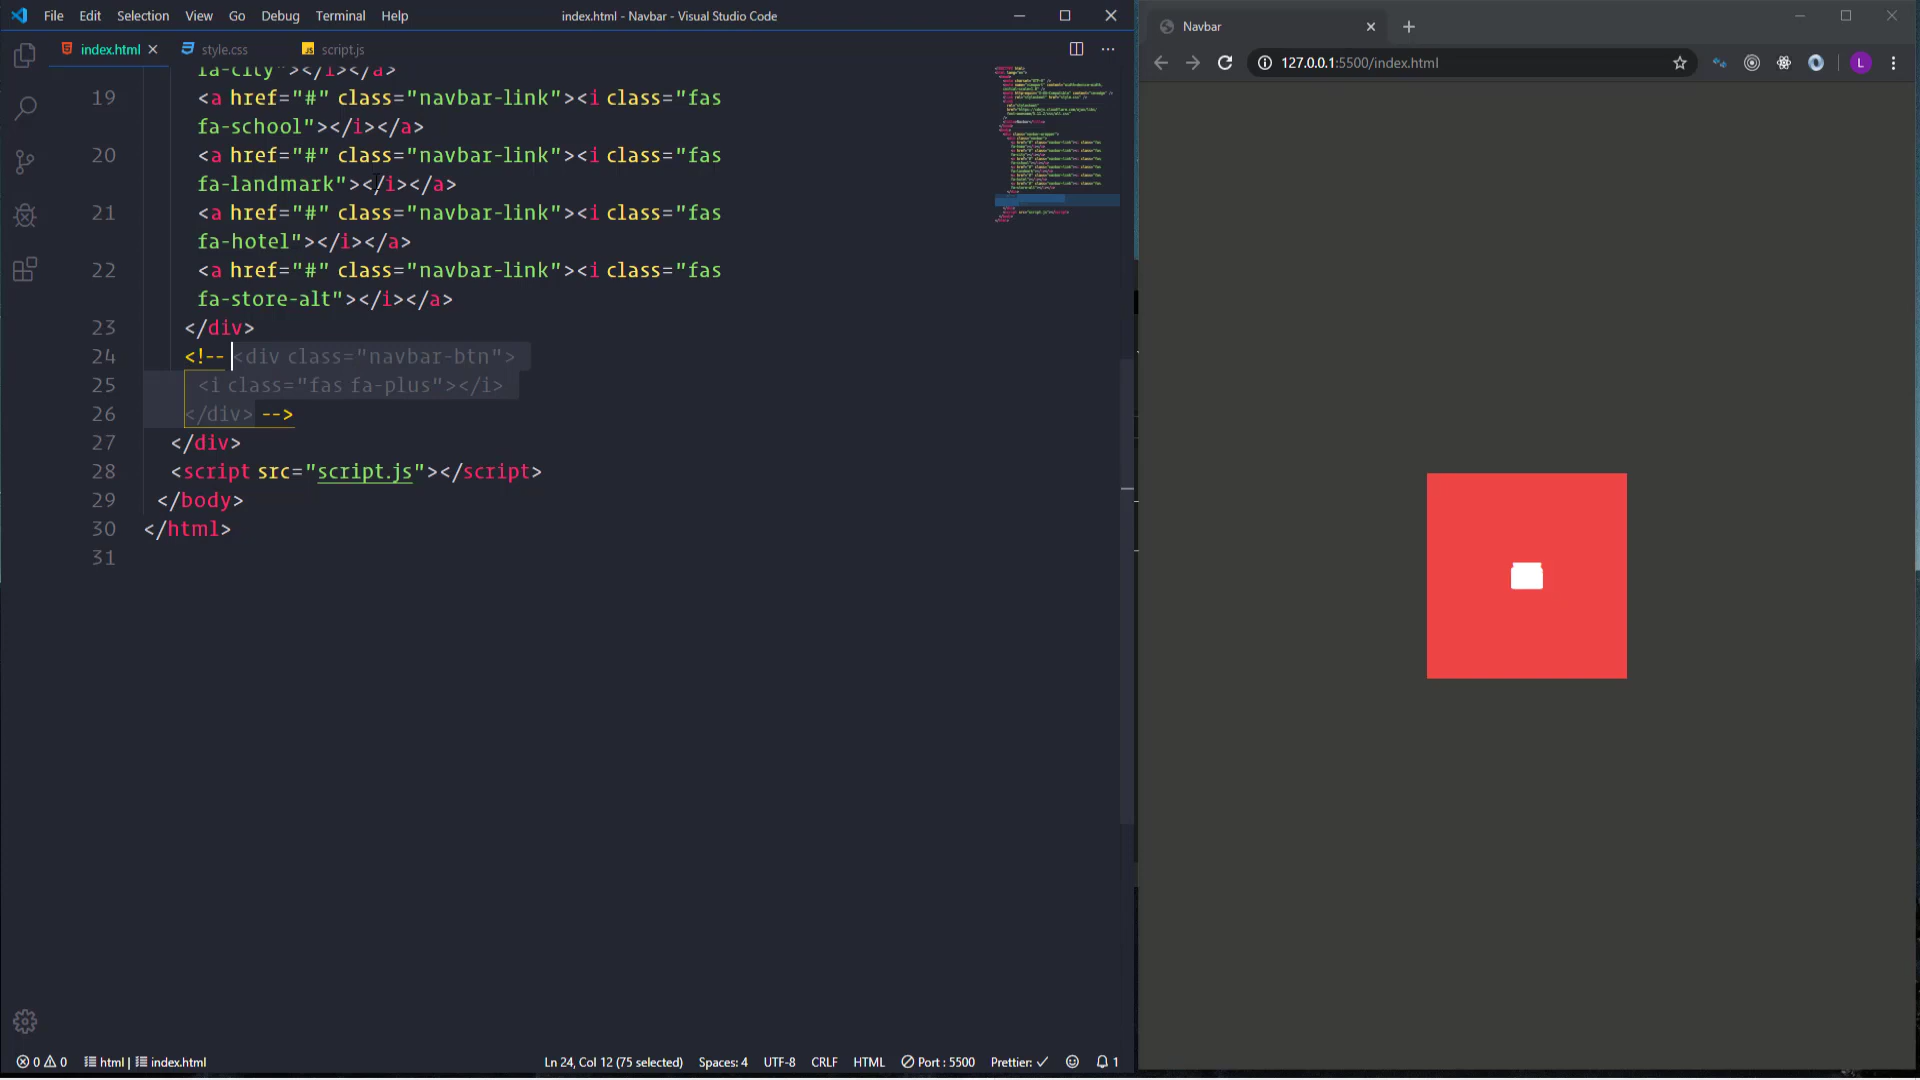 File Edit Selection View Go Debug Terminal Help
index.html - Navbar - Visual Studio Code
Navbar
index.html style.css script.js
127.0.0.1:5500/index.html
L
fa-city"></i></a>
19 <a href="#" class="navbar-link"><i class="fas
fa-school"></i></a>
20 <a href="#" class="navbar-link"><i class="fas
fa-landmark"></i></a>
21 <a href="#" class="navbar-link"><i class="fas
fa-hotel"></i></a>
22 <a href="#" class="navbar-link"><i class="fas
fa-store-alt"></i></a>
23 </div>
24 <!-- <div class="navbar-btn">
25 <i class="fas fa-plus"></i>
26 </div> -->
27 </div>
28 <script src="script.js"></script>
29 </body>
30 </html>
31
0 0 html | index.html Ln 24, Col 12 (75 selected) Spaces: 4 UTF-8 CRLF HTML Port : 5500 Prettier: ✓ 1